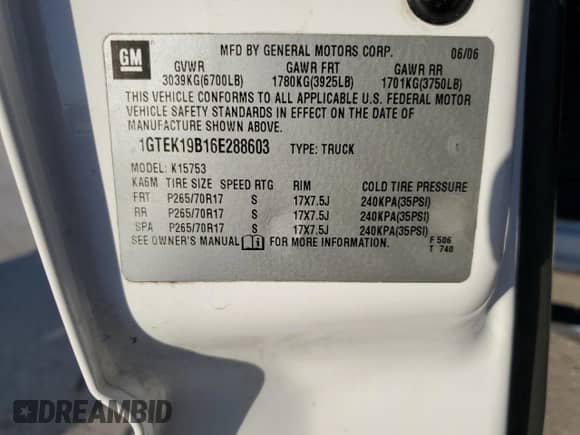 GM
MFD BY GENERAL MOTORS CORP. 06/06
GVWR GAWR FRT GAWR RR
3039KG(6700LB) 1780KG(3925LB) 1701KG(3750LB)
THIS VEHICLE CONFORMS TO ALL APPLICABLE U.S. FEDERAL MOTOR
VEHICLE SAFETY STANDARDS IN EFFECT ON THE DATE OF
MANUFACTURE SHOWN ABOVE.
1GTEK19B16E288603 TYPE: TRUCK
MODEL: K15753
KA6M TIRE SIZE SPEED RTG RIM COLD TIRE PRESSURE
FRT P265/70R17 S 17X7.5J 240KPA(35PSI)
RR P265/70R17 S 17X7.5J 240KPA(35PSI)
SPA P265/70R17 S 17X7.5J 240KPA(35PSI)
SEE OWNER'S MANUAL FOR MORE INFORMATION. F 506
T 740
DREAMBID